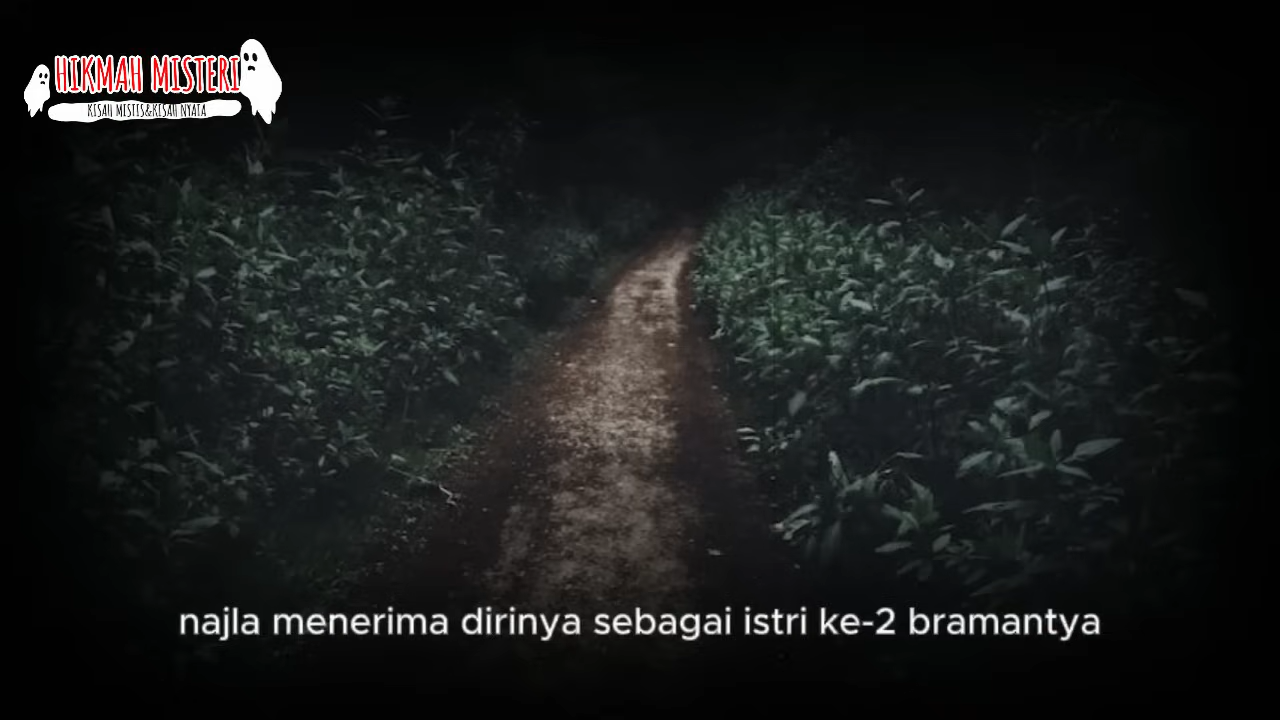 HIKMAH MISTERI
KISAH MISTIS&KISAH NYATA
najla menerima dirinya sebagai istri ke-2 bramantya